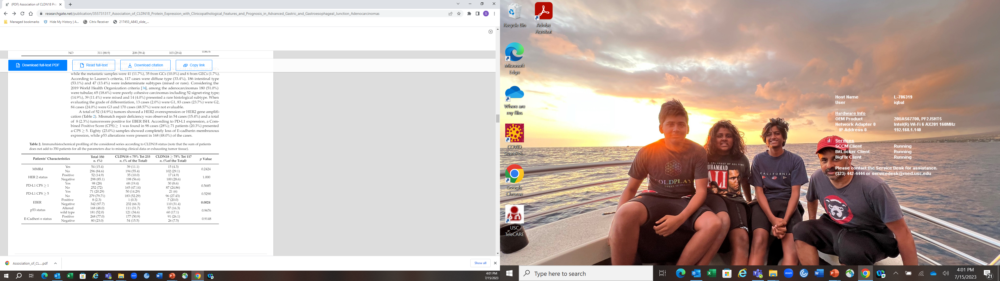 (PDF) Association of CLDN18 Pro
researchgate.net/publication/355731317_Association_of_CLDN18_Protein_Expression_with_Clinicopathological_Features_and_Prognosis_in_Advanced_Gastric_and_Gastroesophageal_Junction_Adenocarcinomas
Managed bookmarks Hide My History | A... Citrix Receiver 217453_A843_slide_...
NO 311 (88.9) 208 (59.4) 103 (29.4) 0.8676
Download full-text PDF Read full-text Download citation Copy link
while the metastatic samples were 41 (11.7%), 35 from GCs (10.0%) and 6 from GECs (1.7%).
According to Lauren's criteria, 117 cases were diffuse type (33.4%), 186 intestinal type
(53.1%) and 47 (13.4%) were indeterminate subtypes (mixed or rare). Considering the
2019 World Health Organization criteria [36], among the adenocarcinomas 180 (51.0%)
were tubular, 65 (18.6%) were poorly cohesive carcinomas including 52 signet-ring type;
(14.9%), 39 (11.4%) were mixed and 14 (4.0%) presented a rare histological subtype. When
evaluating the grade of differentiation, 13 cases (2.0%) were G1, 83 cases (23.7%) were G2,
84 cases (24.0%) were G3 and 170 cases (48.57%) were not evaluable.
A total of 52 (14.9%) tumors showed a HER2 overexpression or HER2 gene amplifi-
cation (Table 2). Mismatch repair deficiency was observed in 54 cases (15.4%) and a total
of 8 (2.3%) tumorswere positive for EBER ISH. According to PD-L1 expression, a Com-
bined Positive Score (CPS) ≥ 1 was found in 98 cases (28%); 71 patients (20.3%) presented
a CPS ≥ 5. Eighty (23.0%) samples showed completely loss of E-cadherin membranous
expression, while p53 alterations were present in 168 (48.0%) of the cases.
Table 2. Immunohistochemical profiling of the considered series according to CLDN18 status (note that the sum of patients
does not add to 350 patients for all the parameters due to missing clinical data or exhausting tumor tissue).
Patients' Characteristics Total 350 n. (%) CLDN18 < 75% Tot 233 n. (% of the Total) CLDN18 ≥ 75% Tot 117 n. (%of the Total) p Value
MMRd Yes 54 (15.4) 39 (11.1) 15 (4.3) 0.2424
No 296 (84.6) 194 (55.4) 102 (29.1)
HER 2 status Positive 52 (14.9) 35 (10.0) 17 (4.9) 1.000
Negative 298 (85.1) 198 (56.6) 100 (28.6)
PD-L1 CPS ≥ 1 Yes 98 (28) 68 (19.4) 30 (8.6) 0.5685
No 252 (72) 165 (47.14) 87 (24.86)
PD-L1 CPS ≥ 5 Yes 71 (20.29) 50 (14.29) 21 (6) 0.5290
No 279 (79.71) 183 (52.29) 96 (27.43)
EBER Positive 8 (2.3) 1 (0.3) 7 (20.0) 0.0024
Negative 342 (97.7) 232 (66.3) 110 (31.4)
p53 status Altered 168 (48.0) 111 (31.7) 57 (16.3) 0.9676
wild type 181 (52.0) 121 (34.6) 60 (17.1)
E-Cadheri n status Positive 268 (77.0) 177 (50.9) 91 (26.1) 0.9148
Negative 80 (23.0) 54 (15.5) 26 (7.5)
Association_of_CL....pdf Show all
4:01 PM
7/15/2023
Recycle Bin
Adobe Acrobat
Microsoft Edge
Where are my files
COVID SharePoi...
Google Chrome
USC TeleCARE
Host Name L-706319
User iqbal
Hardware Info
OEM Product 20UAS67700, PF2JSHT5
Network Adapter 0 Intel(R) Wi-Fi 6 AX201 160MHz
IP Address 0 192.168.1.140
Services
SCCM Client Running
BitLocker Client Running
BigFix Client Running
Please contact the Service Desk for assistance.
(323) 442-4444 or servicedesk@med.usc.edu
GREATEST OF ALL TIME
UHAMMAD
ALI
OLDPLAY
CALIFORNIA
Type here to search
zoom
4:01 PM
7/15/2023
21